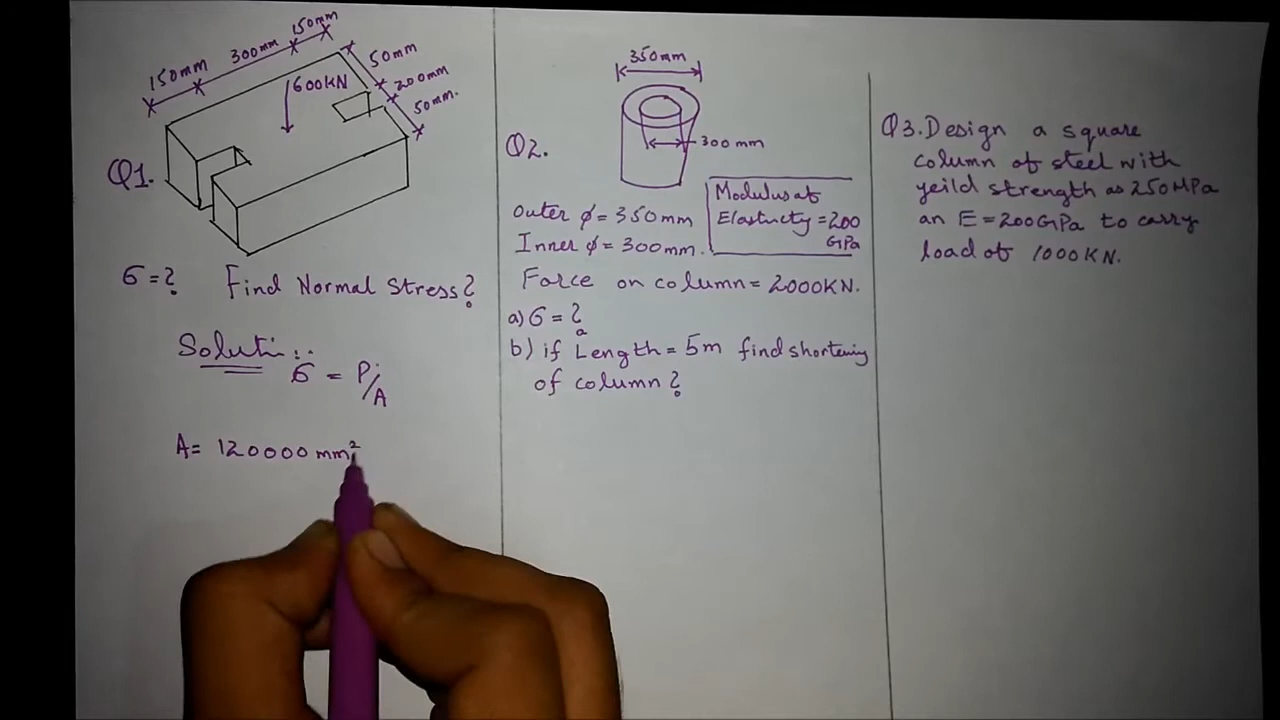 150mm
300mm
150mm
50mm
200mm
50mm.
600KN
Q1.
σ=? Find Normal Stress?
Soluti :.
σ = P/A
A= 120000 mm²
350mm
Q2.
300 mm
Outer ϕ = 350mm
Inner ϕ = 300mm.
Modulus of
Elasticity = 200
GPa
Force on column = 2000KN.
a) σ = ?
b) if Length = 5m find shortening
of column?
Q3. Design a square
column of steel with
yeild strength as 250MPa
an E = 200GPa to carry
load of 1000KN.